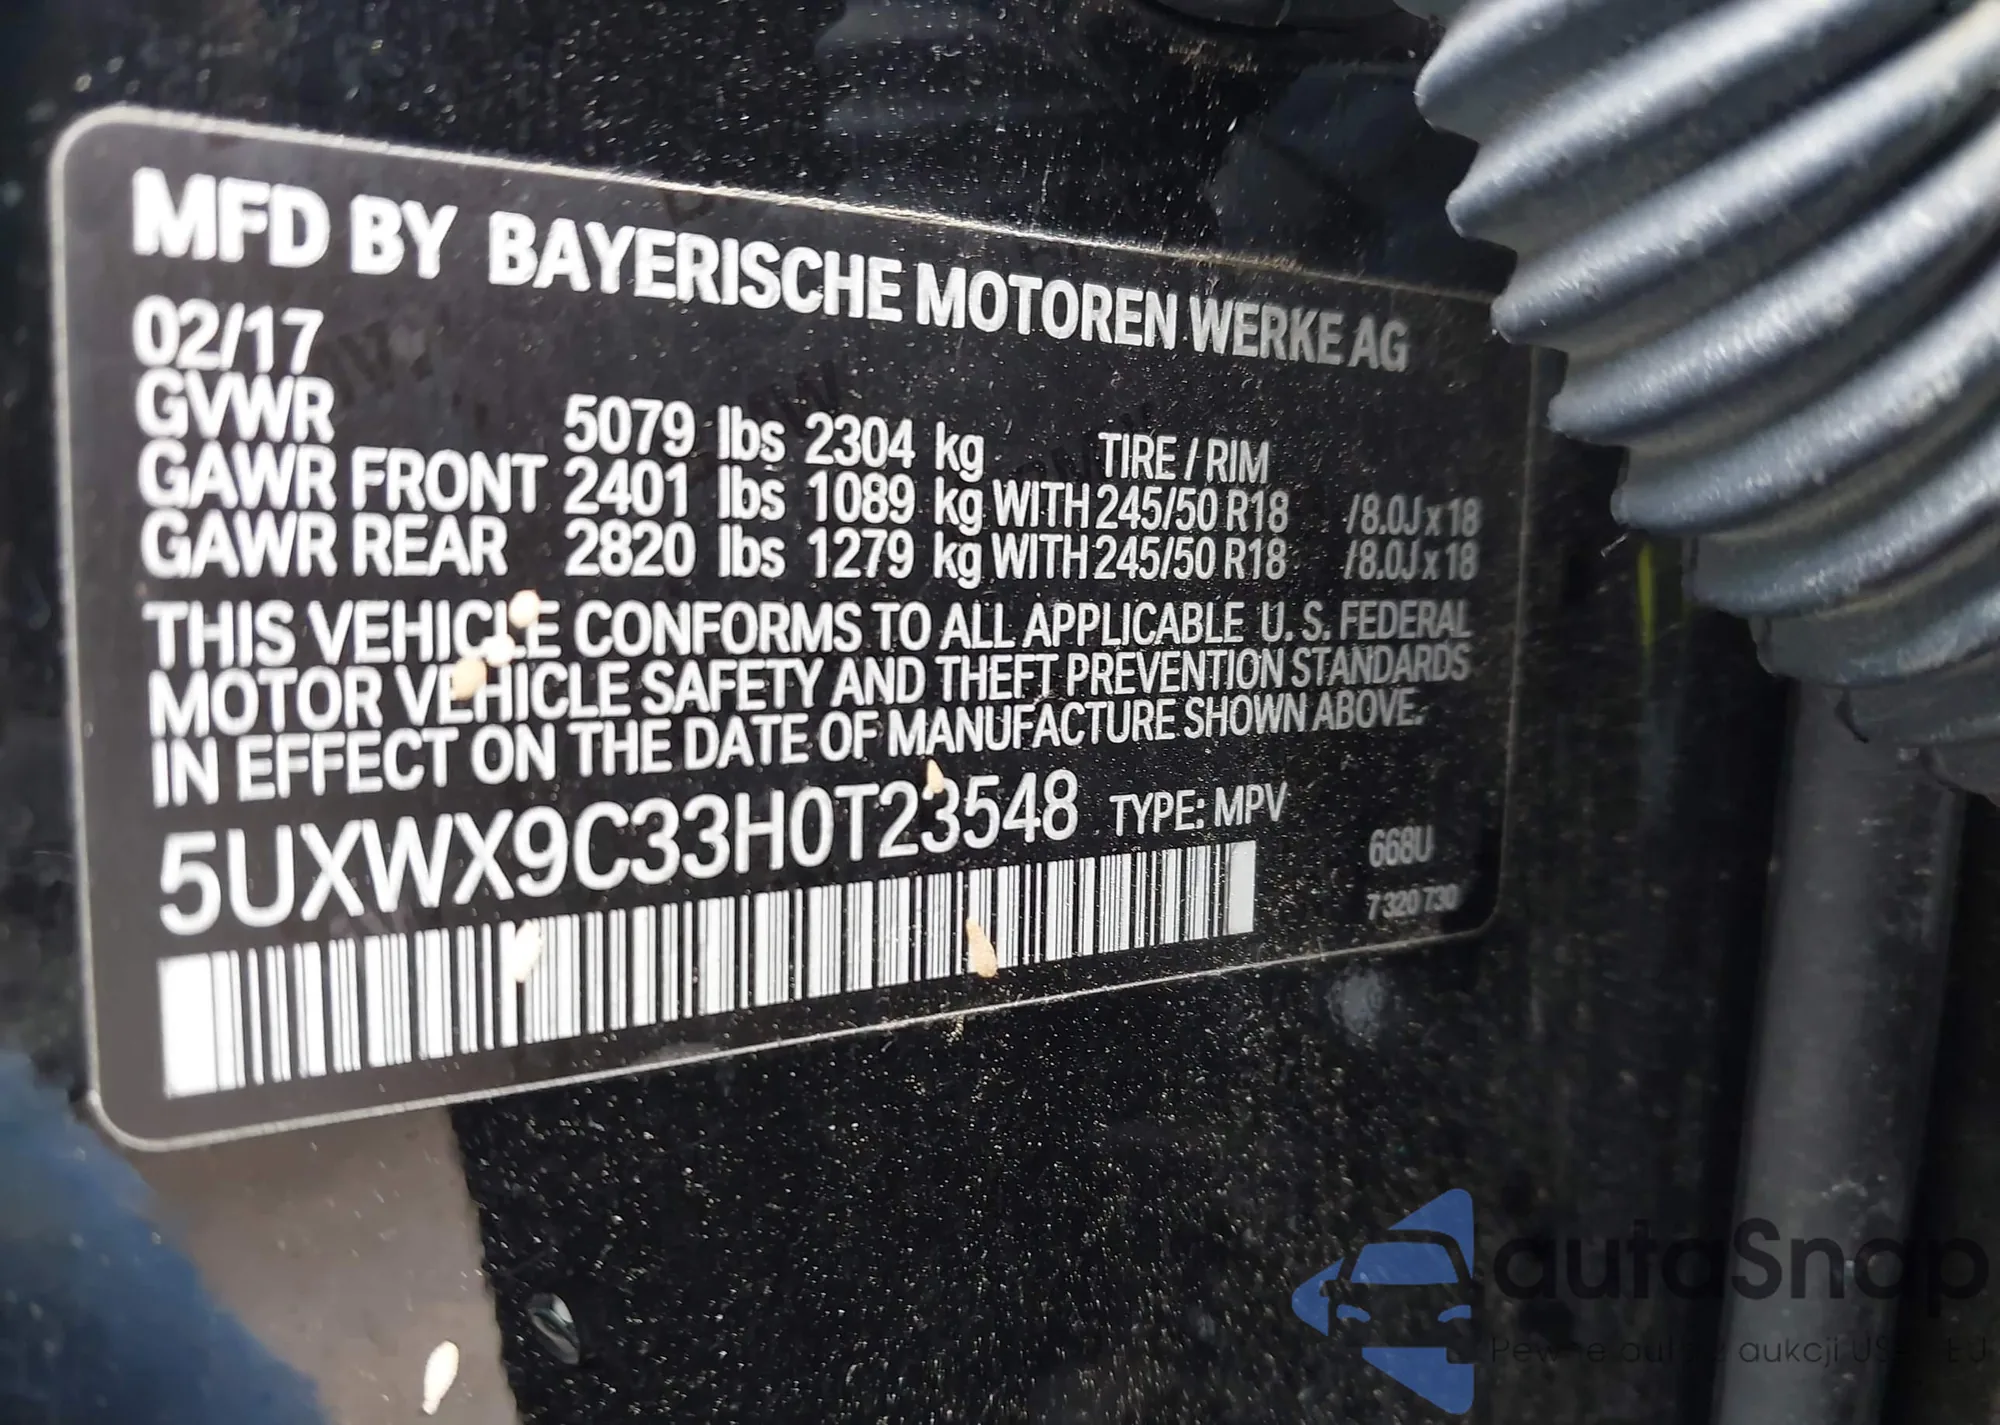 MFD BY BAYERISCHE MOTOREN WERKE AG
02/17
GVWR 5079 lbs 2304 kg TIRE / RIM
GAWR FRONT 2401 lbs 1089 kg WITH 245/50 R18 /8.0J x 18
GAWR REAR 2820 lbs 1279 kg WITH 245/50 R18 /8.0J x 18
THIS VEHICLE CONFORMS TO ALL APPLICABLE U. S. FEDERAL
MOTOR VEHICLE SAFETY AND THEFT PREVENTION STANDARDS
IN EFFECT ON THE DATE OF MANUFACTURE SHOWN ABOVE.
5UXWX9C33H0T23548 TYPE: MPV
668U
7 320 730
autaSnap
aukcji